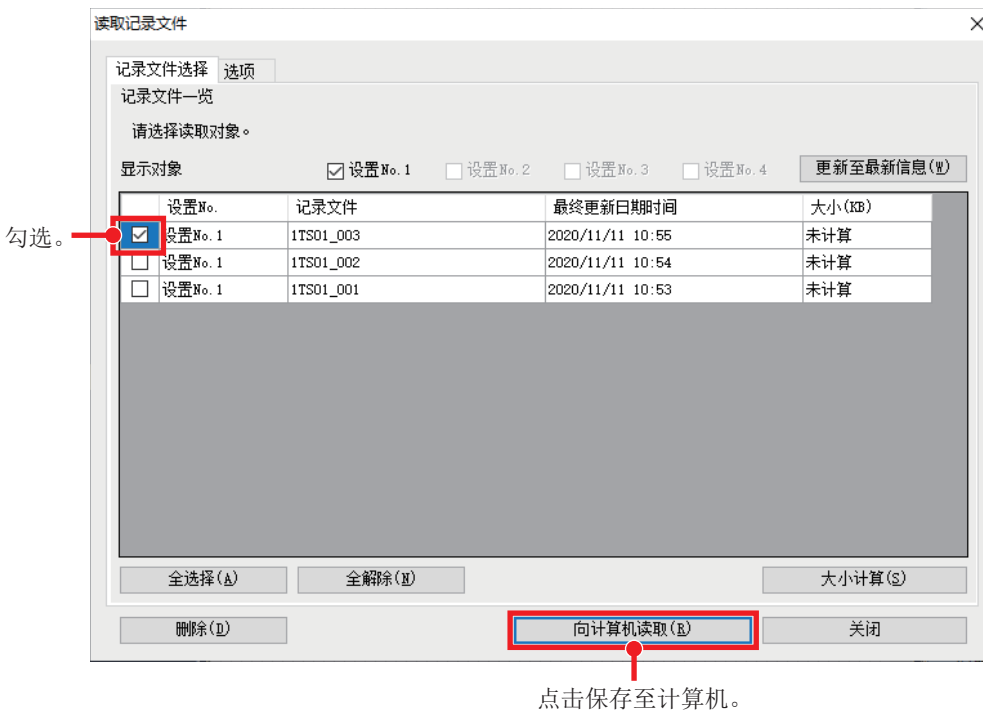 读取记录文件
记录文件选择 选项
记录文件一览
请选择读取对象。
显示对象 设置No.1 设置No.2 设置No.3 设置No.4 更新至最新信息(W)
设置No. 记录文件 最终更新日期时间 大小(KB)
勾选。 设置No.1 1TS01_003 2020/11/11 10:55 未计算
设置No.1 1TS01_002 2020/11/11 10:54 未计算
设置No.1 1TS01_001 2020/11/11 10:53 未计算
全选择(A) 全解除(N) 大小计算(S)
删除(D) 向计算机读取(R) 关闭
点击保存至计算机。